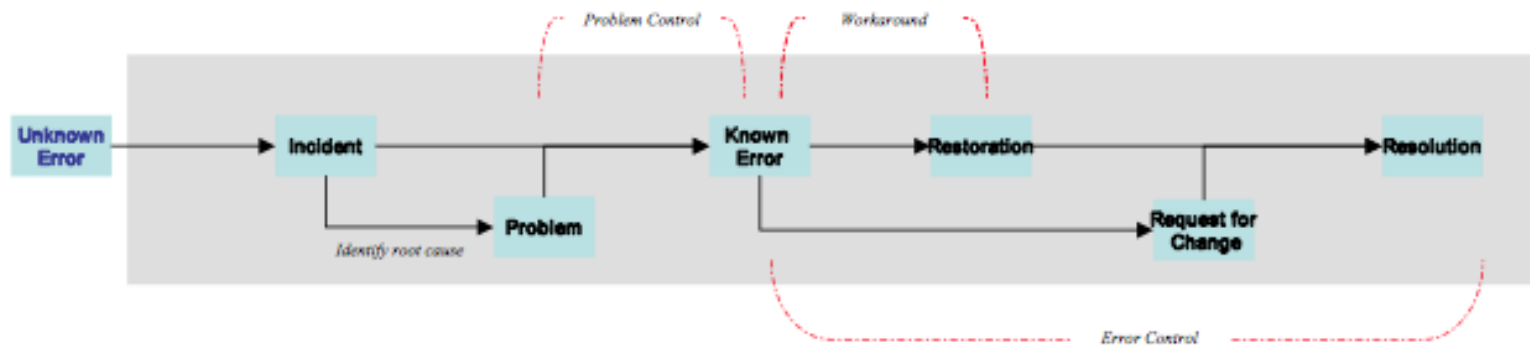 Problem Control
Workaround
Unknown
Error
Incident
Known
Error
Restoration
Resolution
Problem
Request for
Change
Identify root cause
Error Control